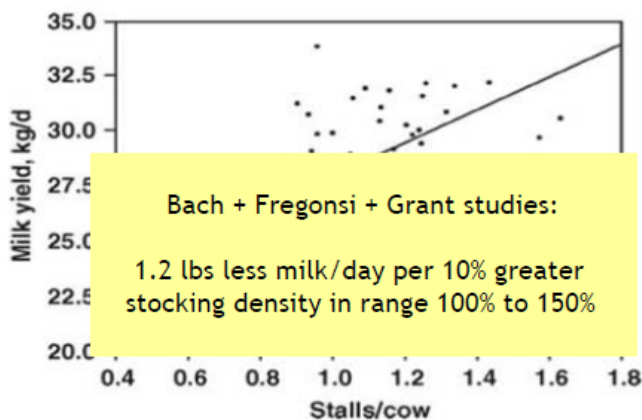 35.0
32.5
30.0
27.5
25.0
22.5
20.0
Milk yield, kg/d
Bach + Fregonsi + Grant studies:
1.2 lbs less milk/day per 10% greater
stocking density in range 100% to 150%
0.4 0.6 0.8 1.0 1.2 1.4 1.6 1.8
Stalls/cow